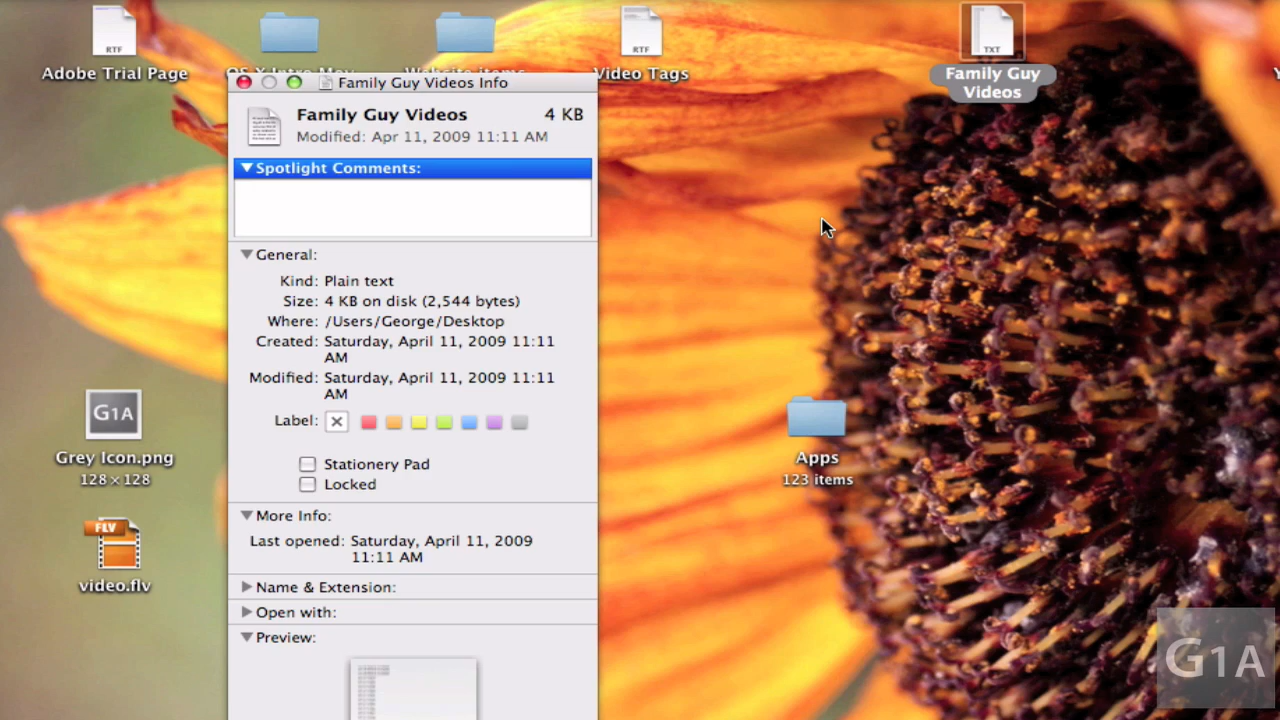 RTF
RTF
TXT
Adobe Trial Page
Video Tags
Family Guy
Videos
Family Guy Videos Info
Family Guy Videos 4 KB
Modified: Apr 11, 2009 11:11 AM
Spotlight Comments:
General:
Kind: Plain text
Size: 4 KB on disk (2,544 bytes)
Where: /Users/George/Desktop
Created: Saturday, April 11, 2009 11:11
AM
Modified: Saturday, April 11, 2009 11:11
AM
Label:
Stationery Pad
Locked
More Info:
Last opened: Saturday, April 11, 2009
11:11 AM
Name & Extension:
Open with:
Preview:
G1A
Grey Icon.png
128×128
FLV
video.flv
Apps
123 items
G1A